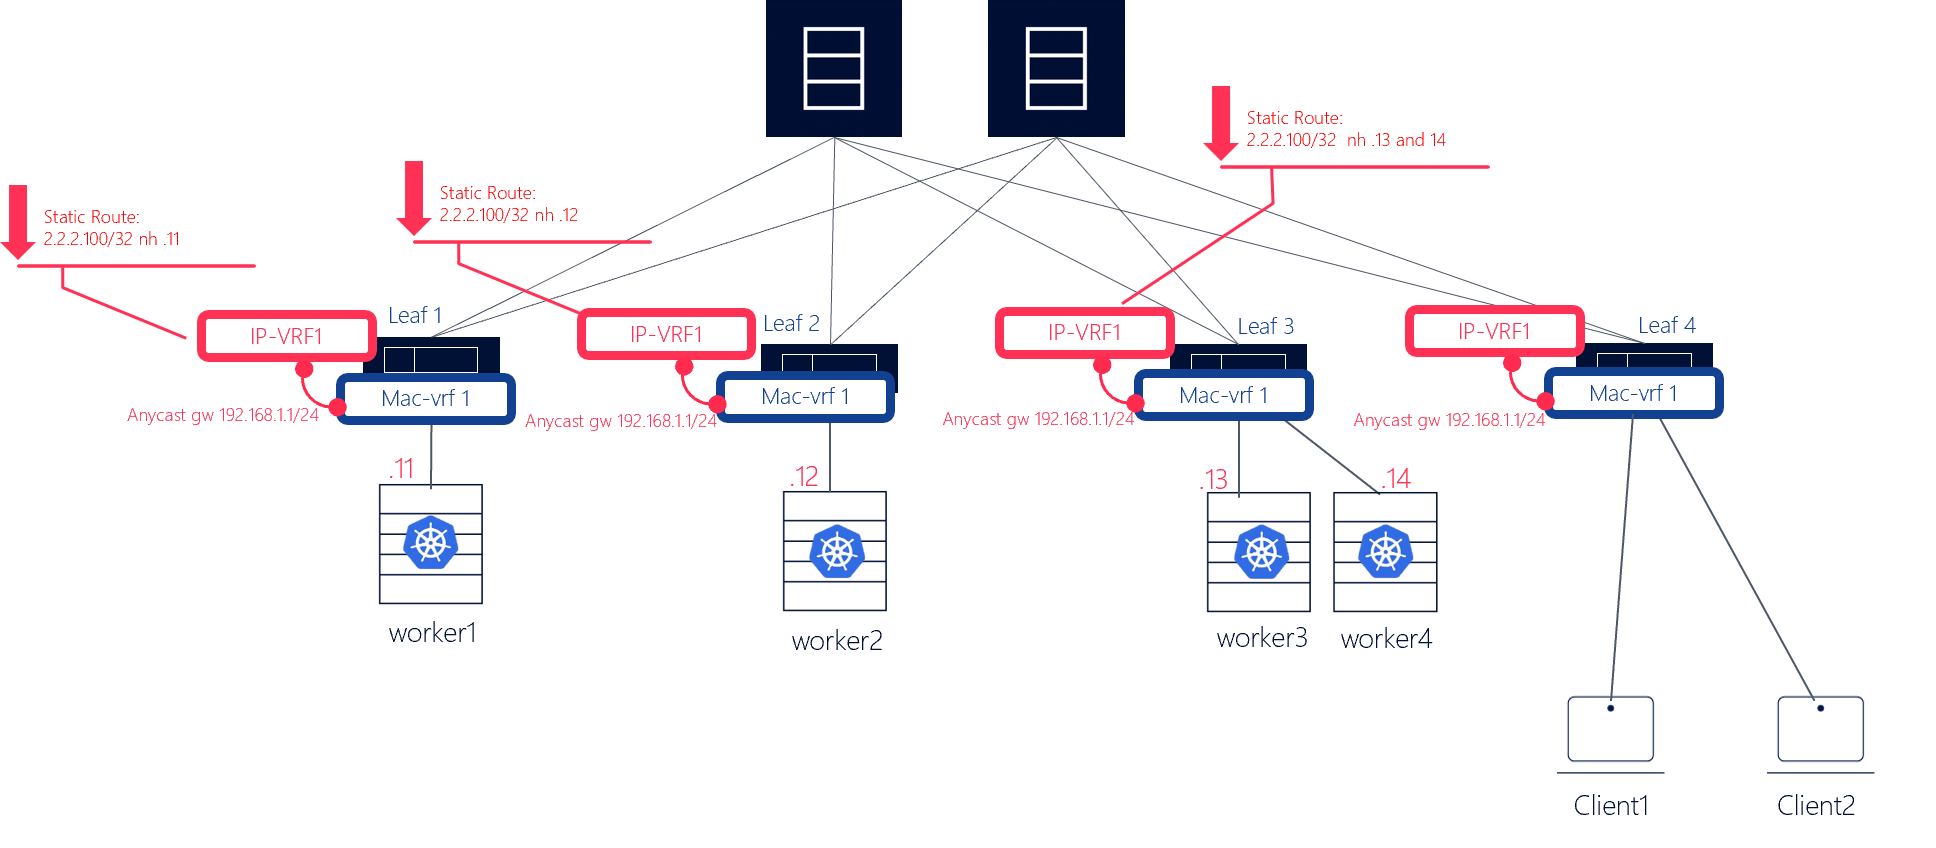 Static Route:
2.2.2.100/32  nh .13 and 14
Static Route:
2.2.2.100/32 nh .12
Static Route:
2.2.2.100/32 nh .11
Leaf 1
Leaf 2
Leaf 3
Leaf 4
IP-VRF1
IP-VRF1
IP-VRF1
IP-VRF1
Mac-vrf 1
Mac-vrf 1
Mac-vrf 1
Mac-vrf 1
Anycast gw 192.168.1.1/24
Anycast gw 192.168.1.1/24
Anycast gw 192.168.1.1/24
Anycast gw 192.168.1.1/24
.11
.12
.13
.14
worker1
worker2
worker3
worker4
Client1
Client2